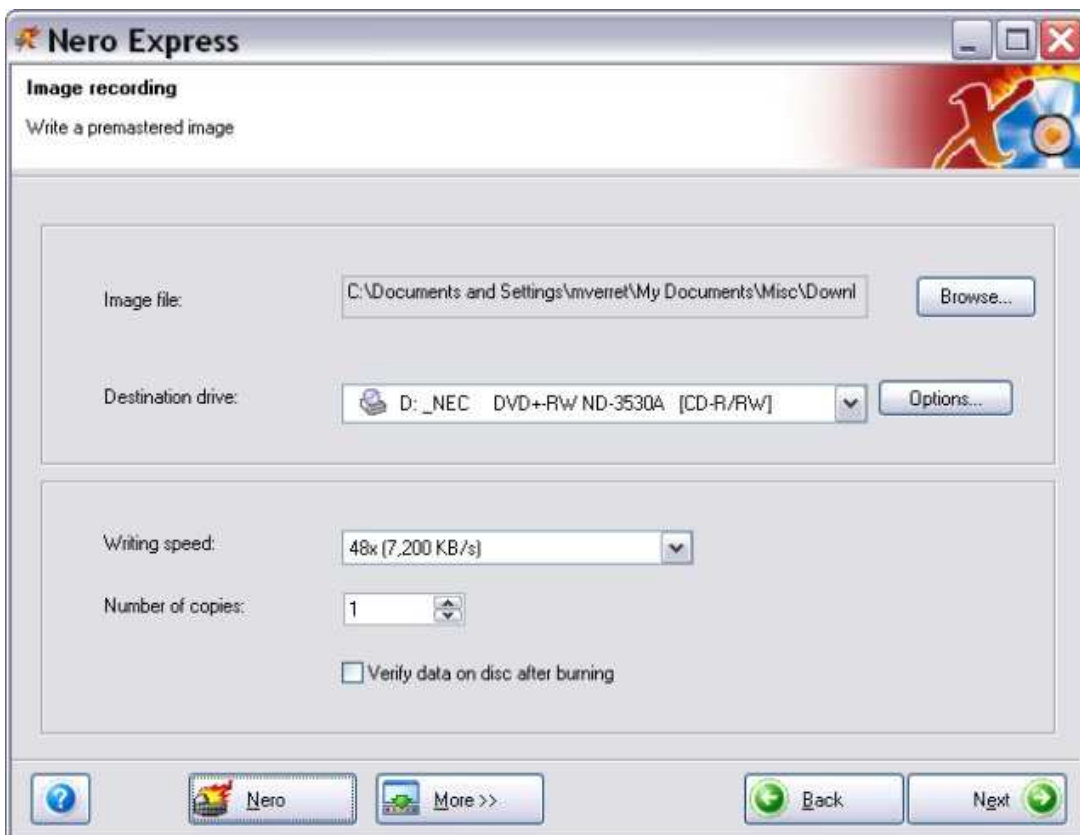 Nero Express
Image recording
Write a premastered image
Image file:
C:\Documents and Settings\mverret\My Documents\Misc\Downl
Browse...
Destination drive:
D: _NEC DVD+-RW ND-3530A [CD-R/RW]
Options...
Writing speed:
48x (7,200 KB/s)
Number of copies:
1
Verify data on disc after burning
?
Nero
More >>
Back
Next